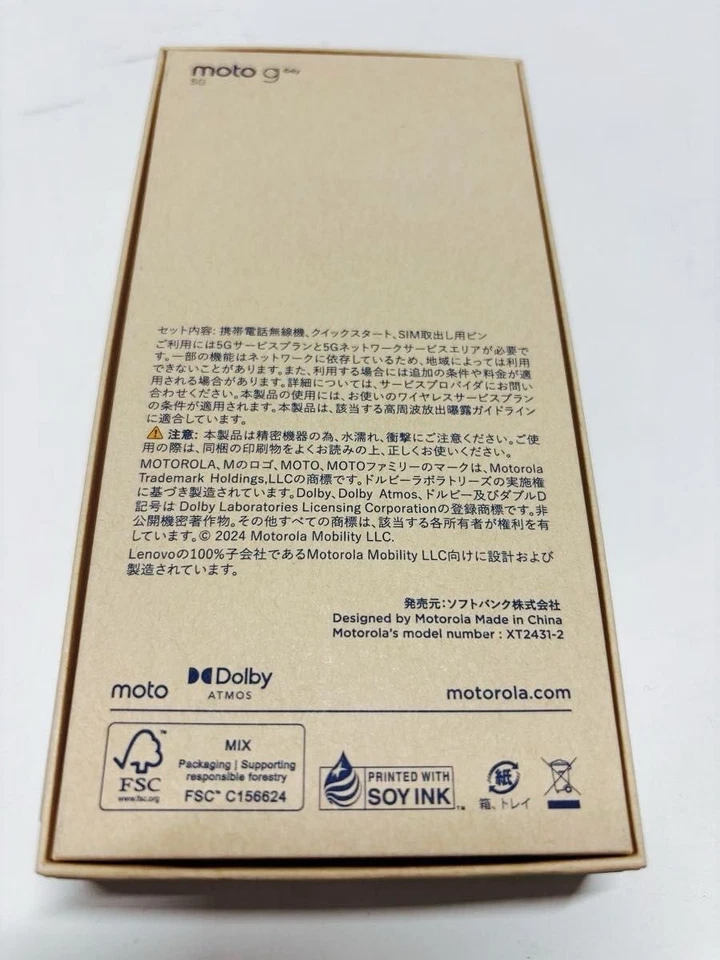 moto g 64y
5G
セット内容: 携帯電話無線機、クイックスタート、SIM取出し用ピン
ご利用には5Gサービスプランと5Gネットワークサービスエリアが必要で
す。一部の機能はネットワークに依存しているため、地域によっては利用
できないことがあります。また、利用する場合には追加の条件や料金が適
用される場合があります。詳細については、サービスプロバイダにお問い
合わせください。本製品の使用には、お使いのワイヤレスサービスプラン
の条件が適用されます。本製品は、該当する高周波放出曝露ガイドライン
に適合しています。
注意: 本製品は精密機器の為、水濡れ、衝撃にご注意ください。ご使
用の際は、同梱の印刷物をよくお読みの上、正しくお使いください。
MOTOROLA、Mのロゴ、MOTO、MOTOファミリーのマークは、Motorola
Trademark Holdings,LLCの商標です。ドルビーラボラトリーズの実施権
に基づき製造されています。Dolby、Dolby Atmos、ドルビー及びダブルD
記号は Dolby Laboratories Licensing Corporationの登録商標です。非
公開機密著作物。その他すべての商標は、該当する各所有者が権利を有
しています。© 2024 Motorola Mobility LLC.
Lenovoの100%子会社であるMotorola Mobility LLC向けに設計および
製造されています。
発売元:ソフトバンク株式会社
Designed by Motorola Made in China
Motorola's model number : XT2431-2
moto
Dolby
ATMOS
motorola.com
FSC
www.fsc.org
MIX
Packaging | Supporting
responsible forestry
FSC™ C156624
PRINTED WITH
SOY INK™
紙
箱、トレイ